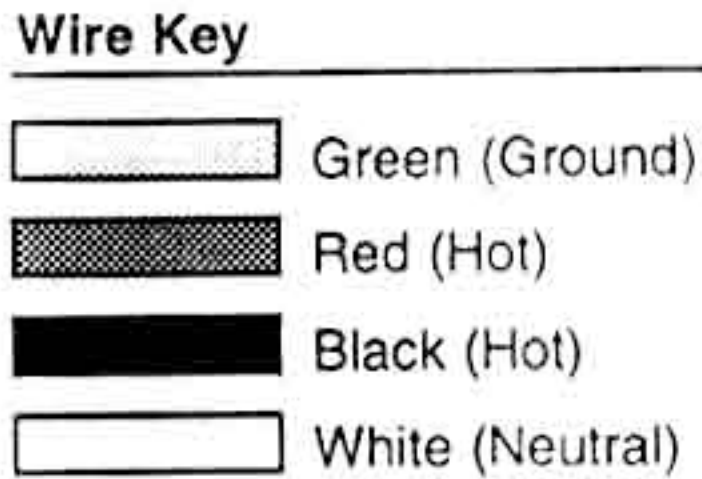 Wire Key
Green (Ground)
Red (Hot)
Black (Hot)
White (Neutral)